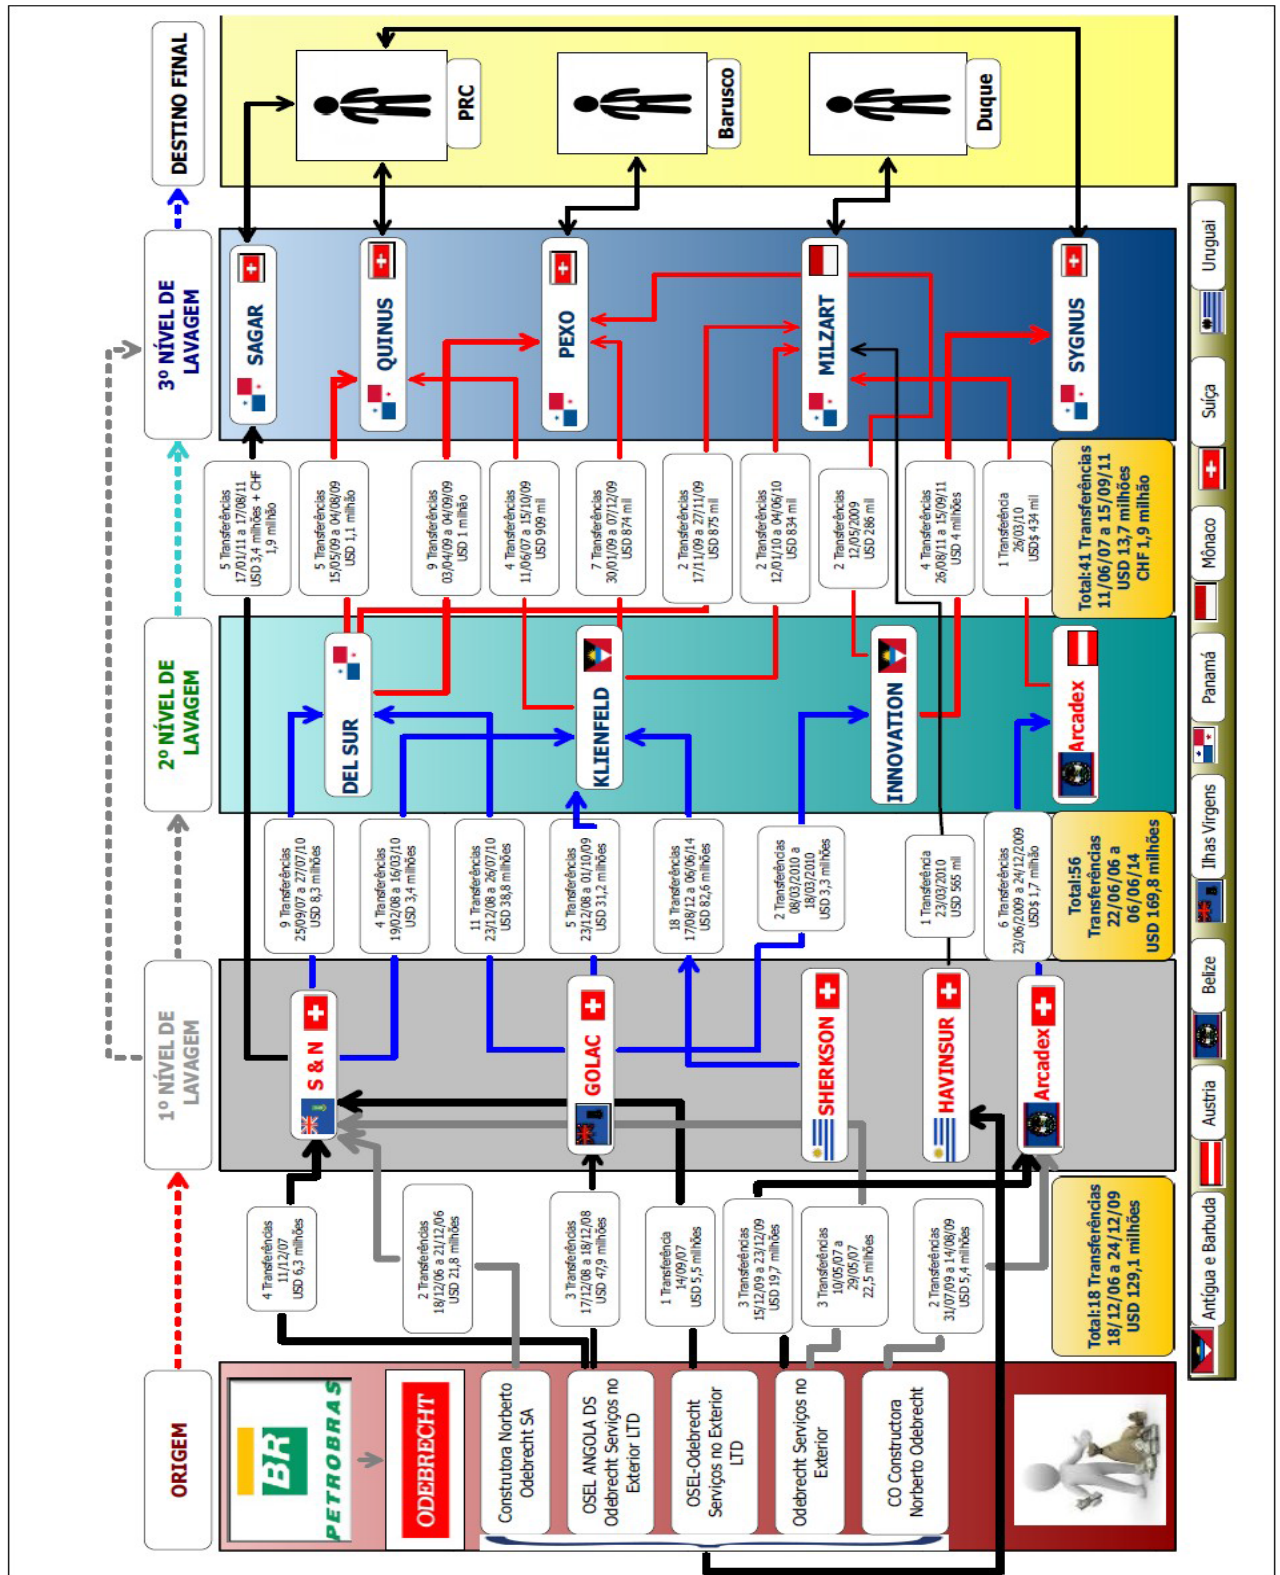 ORIGEM
1º NÍVEL DE
LAVAGEM
2º NÍVEL DE
LAVAGEM
3º NÍVEL DE
LAVAGEM
DESTINO FINAL
BR
PETROBRAS
ODEBRECHT
Construtora Norberto
Odebrecht SA
OSEL ANGOLA DS
Odebrecht Serviços no
Exterior LTD
OSEL-Odebrecht
Serviços no Exterior
LTD
Odebrecht Serviços no
Exterior
CO Constructora
Norberto Odebrecht
4 Transferências
11/12/07
USD 6,3 milhões
2 Transferências
18/12/06 a 21/12/06
USD 21,8 milhões
3 Transferências
17/12/08 a 18/12/08
USD 47,9 milhões
1 Transferência
14/09/07
USD 5,5 milhões
3 Transferências
15/12/09 a 23/12/09
USD 19,7 milhões
3 Transferências
10/05/07 a
29/05/07
22,5 milhões
2 Transferências
31/07/09 a 14/08/09
USD 5,4 milhões
Total:18 Transferências
18/12/06 a 24/12/09
USD 129,1 milhões
S & N
GOLAC
SHERKSON
HAVINSUR
Arcadex
9 Transferências
25/09/07 a 27/07/10
USD 8,3 milhões
4 Transferências
19/02/08 a 16/03/10
USD 3,4 milhões
11 Transferências
23/12/08 a 26/07/10
USD 38,8 milhões
5 Transferências
23/12/08 a 01/10/09
USD 31,2 milhões
18 Transferências
17/08/12 a 06/06/14
USD 82,6 milhões
2 Transferências
08/03/2010 a
18/03/2010
USD 3,3 milhões
1 Transferência
23/03/2010
USD 565 mil
6 Transferências
23/06/2009 a 24/12/2009
USD$ 1,7 milhão
Total:56
Transferências
22/06/06 a
06/06/14
USD 169,8 milhões
DEL SUR
KLIENFELD
INNOVATION
Arcadex
5 Transferências
17/01/11 a 17/08/11
USD 3,4 milhões + CHF
1,9 milhão
5 Transferências
15/05/09 a 04/08/09
USD 1,1 milhão
9 Transferências
03/04/09 a 04/09/09
USD 1 milhão
4 Transferências
11/06/07 a 15/10/09
USD 909 mil
7 Transferências
30/01/09 a 07/12/09
USD 874 mil
2 Transferências
17/11/09 a 27/11/09
USD 875 mil
2 Transferências
12/01/10 a 04/06/10
USD 834 mil
2 Transferências
12/05/2009
USD 286 mil
4 Transferências
26/08/11 a 15/09/11
USD 4 milhões
1 Transferência
26/03/10
USD$ 434 mil
Total:41 Transferências
11/06/07 a 15/09/11
USD 13,7 milhões
CHF 1,9 milhão
SAGAR
QUINUS
PEXO
MILZART
SYGNUS
PRC
Barusco
Duque
Antígua e Barbuda
Austria
Belize
Ilhas Virgens
Panamá
Mônaco
Suíça
Uruguai